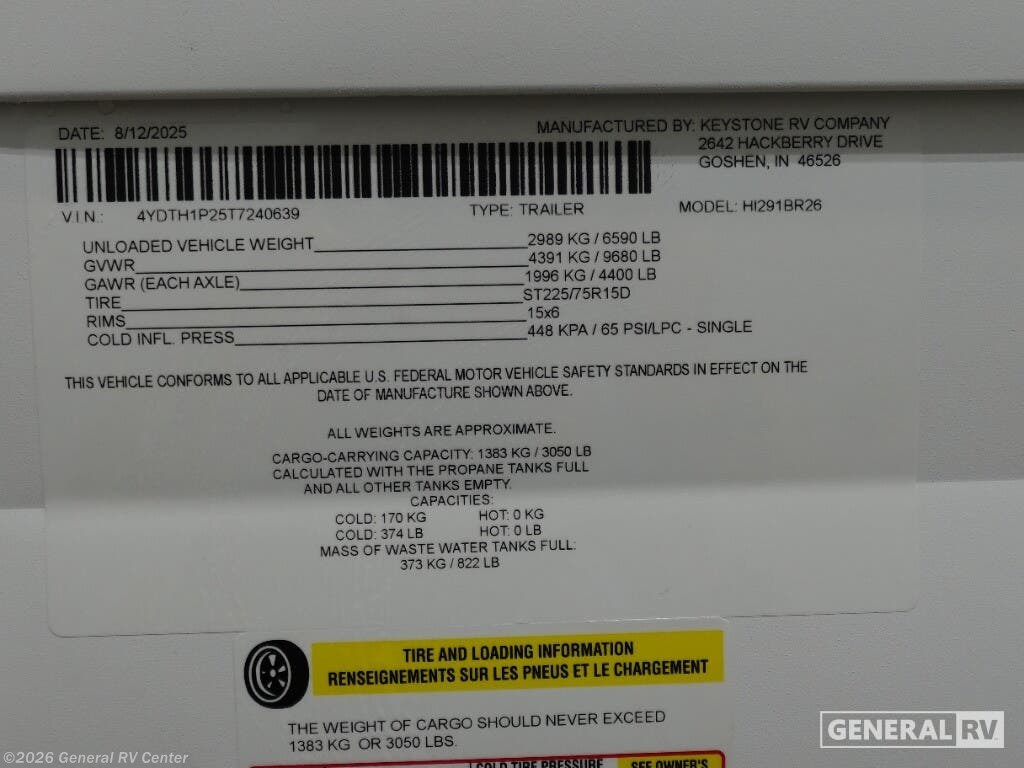 DATE: 8/12/2025
MANUFACTURED BY: KEYSTONE RV COMPANY
2642 HACKBERRY DRIVE
GOSHEN, IN 46526
VIN: 4YDTH1P25T7240639 TYPE: TRAILER MODEL: HI291BR26
UNLOADED VEHICLE WEIGHT 2989 KG / 6590 LB
GVWR 4391 KG / 9680 LB
GAWR (EACH AXLE) 1996 KG / 4400 LB
TIRE ST225/75R15D
RIMS 15x6
COLD INFL. PRESS 448 KPA / 65 PSI/LPC - SINGLE
THIS VEHICLE CONFORMS TO ALL APPLICABLE U.S. FEDERAL MOTOR VEHICLE SAFETY STANDARDS IN EFFECT ON THE
DATE OF MANUFACTURE SHOWN ABOVE.
ALL WEIGHTS ARE APPROXIMATE.
CARGO-CARRYING CAPACITY: 1383 KG / 3050 LB
CALCULATED WITH THE PROPANE TANKS FULL
AND ALL OTHER TANKS EMPTY.
CAPACITIES:
COLD: 170 KG HOT: 0 KG
COLD: 374 LB HOT: 0 LB
MASS OF WASTE WATER TANKS FULL:
373 KG / 822 LB
TIRE AND LOADING INFORMATION
RENSEIGNEMENTS SUR LES PNEUS ET LE CHARGEMENT
THE WEIGHT OF CARGO SHOULD NEVER EXCEED
1383 KG OR 3050 LBS.
COLD TIRE PRESSURE SEE OWNER'S
GENERAL RV
©2026 General RV Center